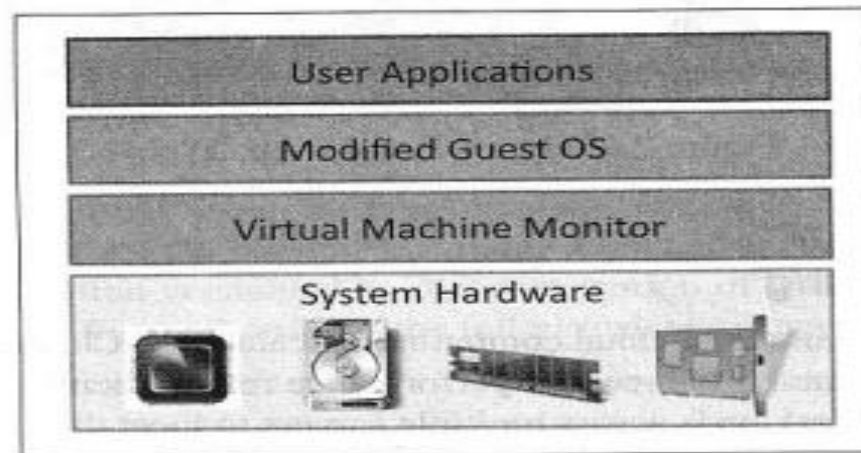 User Applications
Modified Guest OS
Virtual Machine Monitor
System Hardware